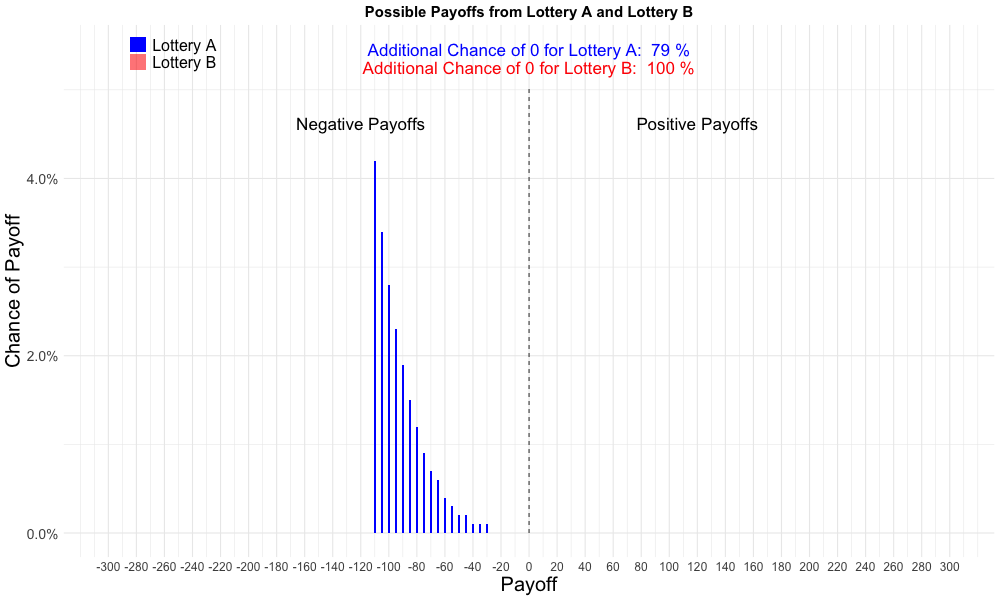 Possible Payoffs from Lottery A and Lottery B
Lottery A
Lottery B
Additional Chance of 0 for Lottery A:  79 %
Additional Chance of 0 for Lottery B:  100 %
Negative Payoffs
Positive Payoffs
Chance of Payoff
4.0%
2.0%
0.0%
-300 -280 -260 -240 -220 -200 -180 -160 -140 -120 -100 -80 -60 -40 -20 0 20 40 60 80 100 120 140 160 180 200 220 240 260 280 300
Payoff